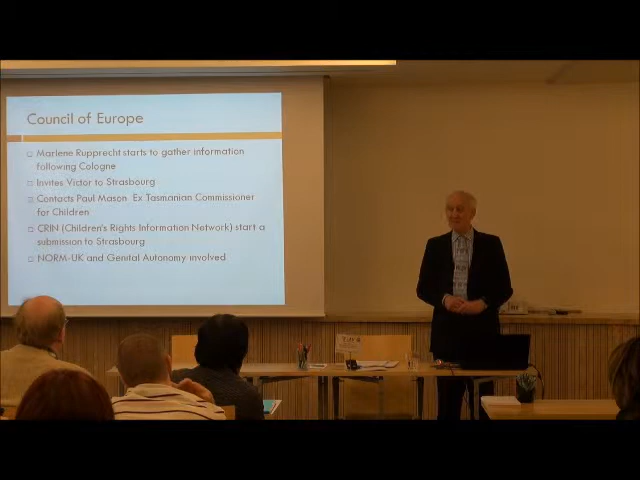 Council of Europe
Marlene Rupprecht starts to gather information
following Cologne
Invites Victor to Strasbourg
Contacts Paul Mason Ex Tasmanian Commissioner
for Children
CRIN (Children's Rights Information Network) start a
submission to Strasbourg
NORM-UK and Genital Autonomy involved